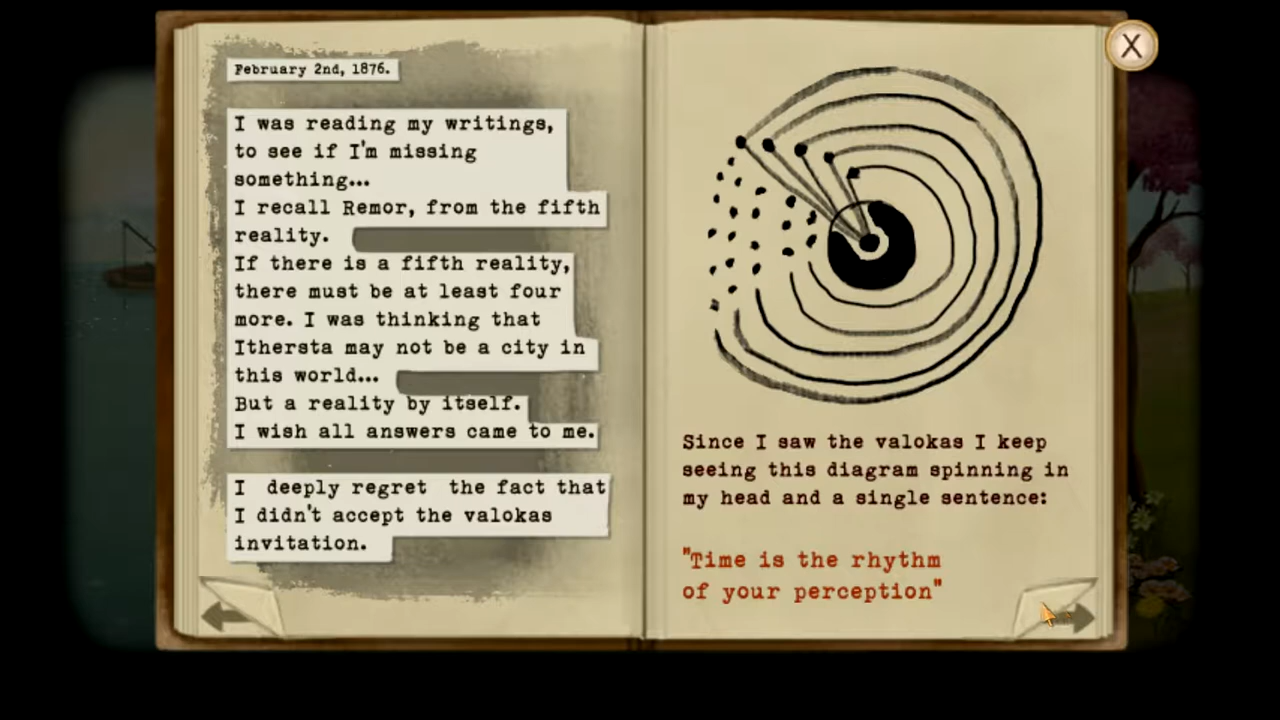 February 2nd, 1876.
I was reading my writings,
to see if I'm missing
something...
I recall Remor, from the fifth
reality.
If there is a fifth reality,
there must be at least four
more. I was thinking that
Ithersta may not be a city in
this world...
But a reality by itself.
I wish all answers came to me.
I deeply regret the fact that
I didn't accept the valokas
invitation.
X
Since I saw the valokas I keep
seeing this diagram spinning in
my head and a single sentence:
"Time is the rhythm
of your perception"